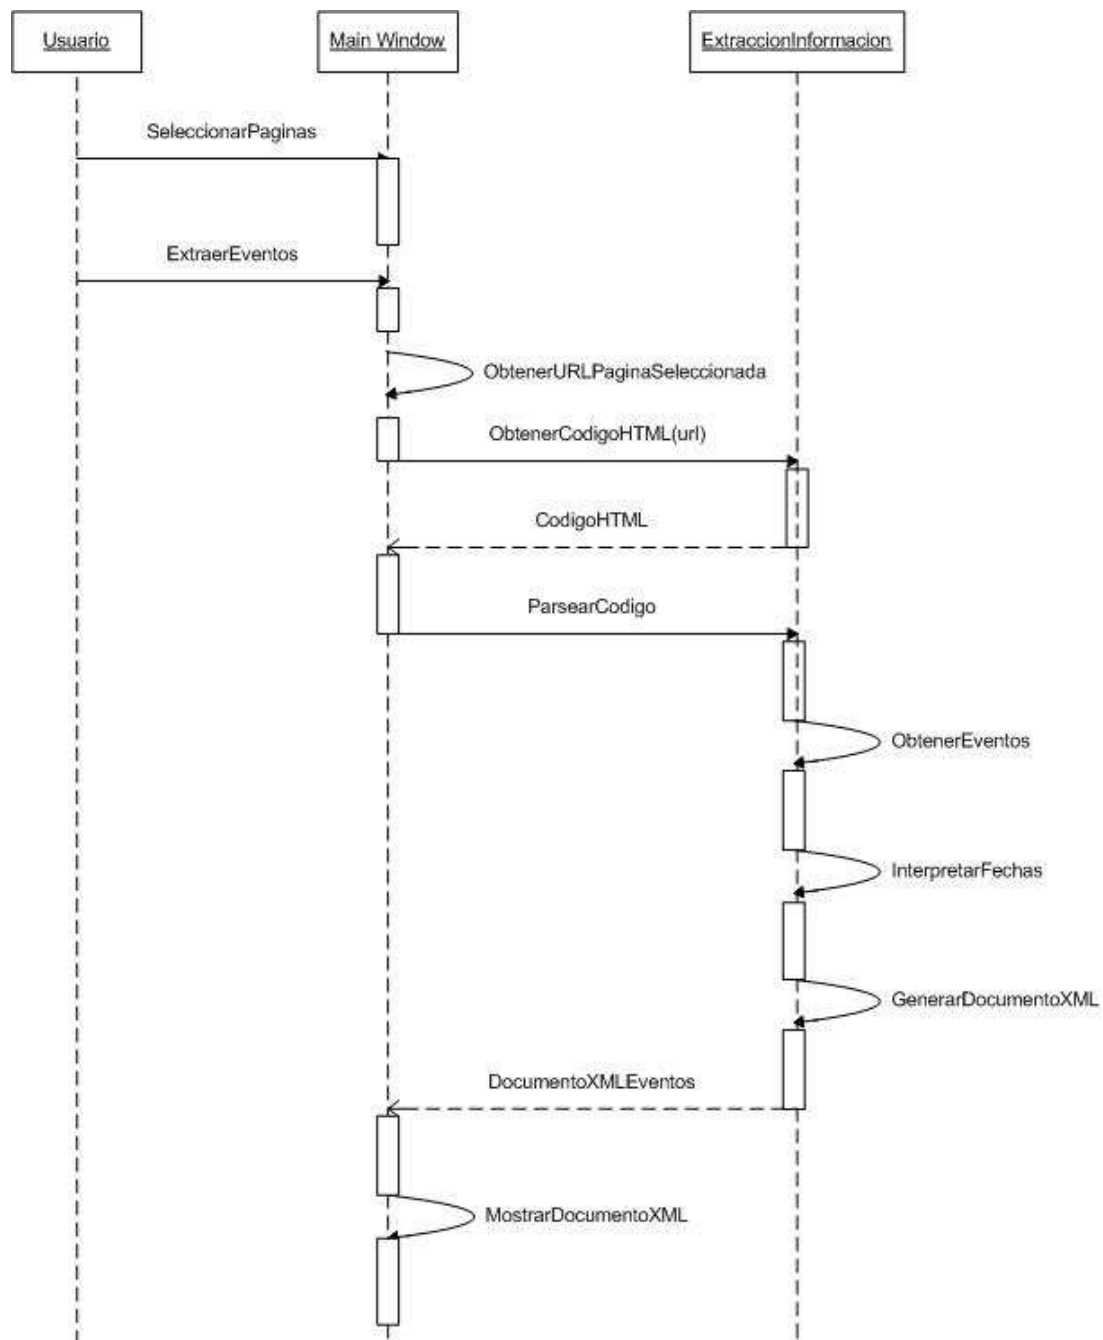 Usuario
Main Window
ExtraccionInformacion
SeleccionarPaginas
ExtraerEventos
ObtenerURLPaginaSeleccionada
ObtenerCodigoHTML(url)
CodigoHTML
ParsearCodigo
ObtenerEventos
InterpretarFechas
GenerarDocumentoXML
DocumentoXMLEventos
MostrarDocumentoXML